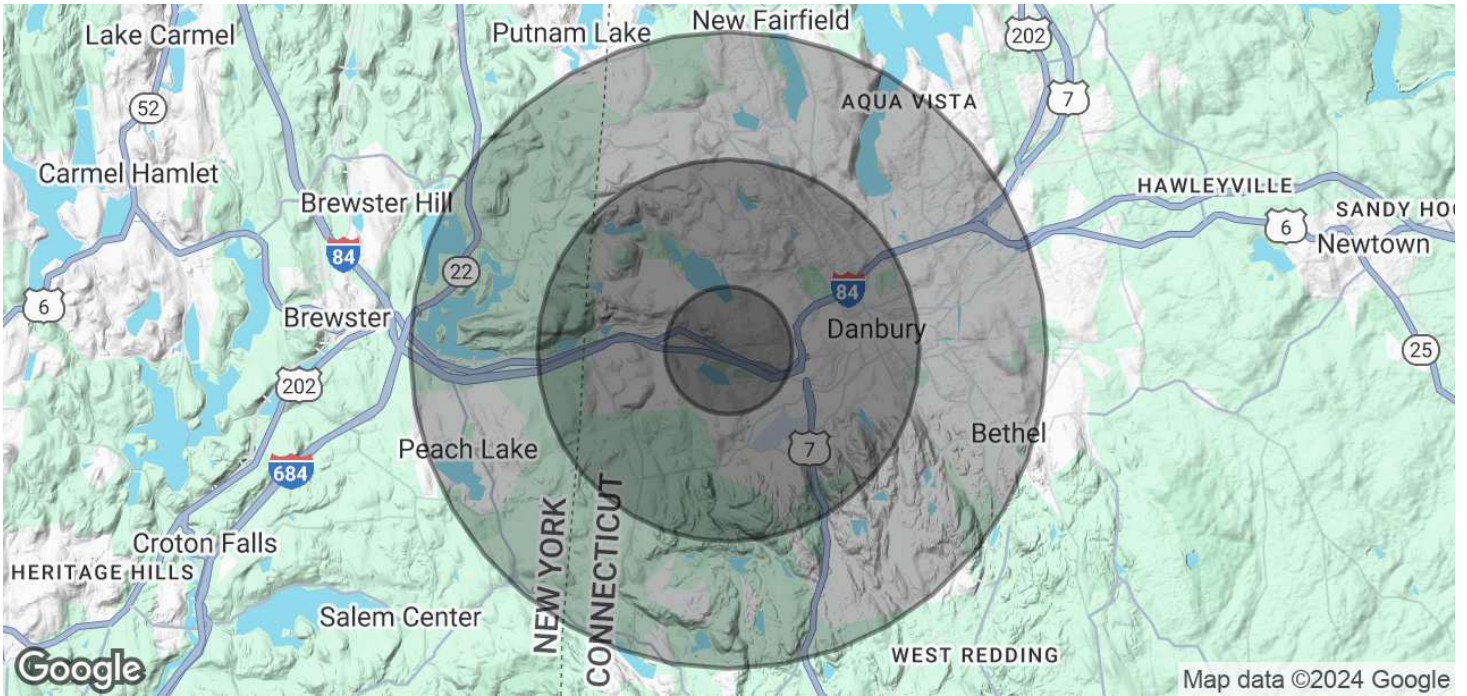 New Fairfield
Putnam Lake
Lake Carmel
202
7
AQUA VISTA
52
Carmel Hamlet
HAWLEYVILLE
Brewster Hill
SANDY HOO
6
Newtown
84
22
84
6
Brewster
Danbury
25
202
Bethel
Peach Lake
7
684
NEW YORK
CONNECTICUT
Croton Falls
HERITAGE HILLS
Salem Center
WEST REDDING
Google
Map data ©2024 Google